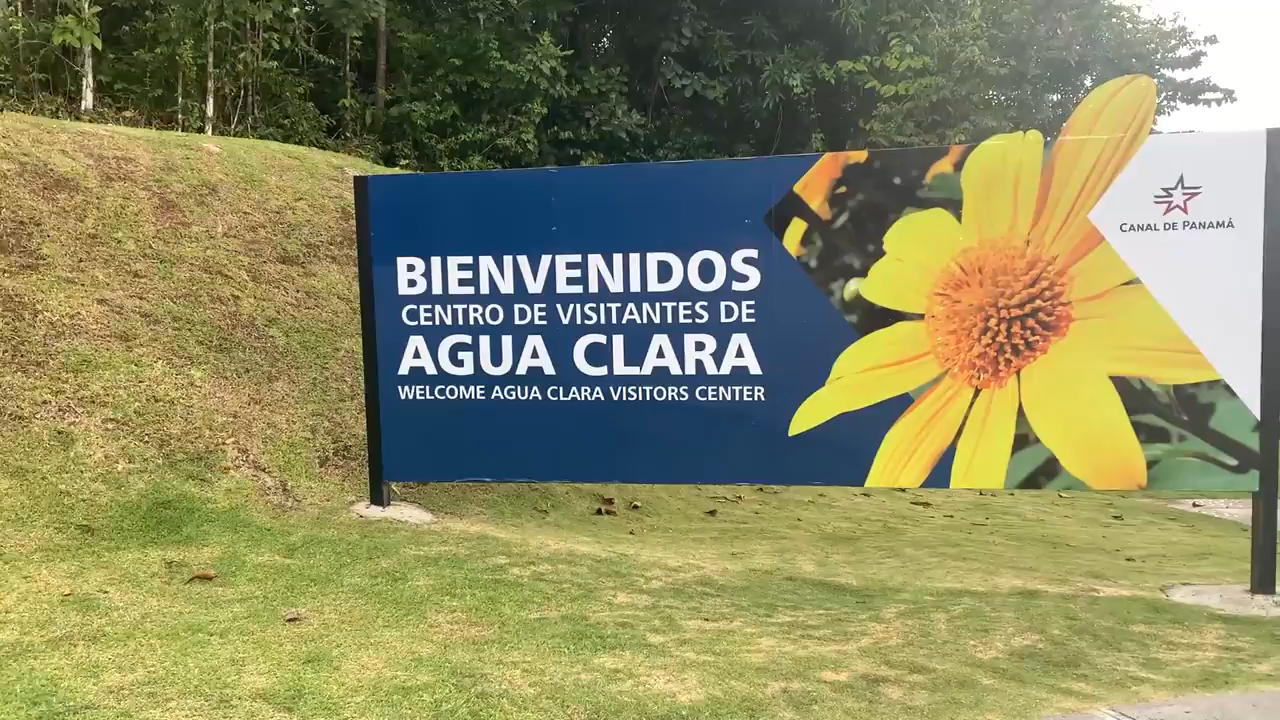 BIENVENIDOS
CENTRO DE VISITANTES DE
AGUA CLARA
WELCOME AGUA CLARA VISITORS CENTER
CANAL DE PANAMÁ